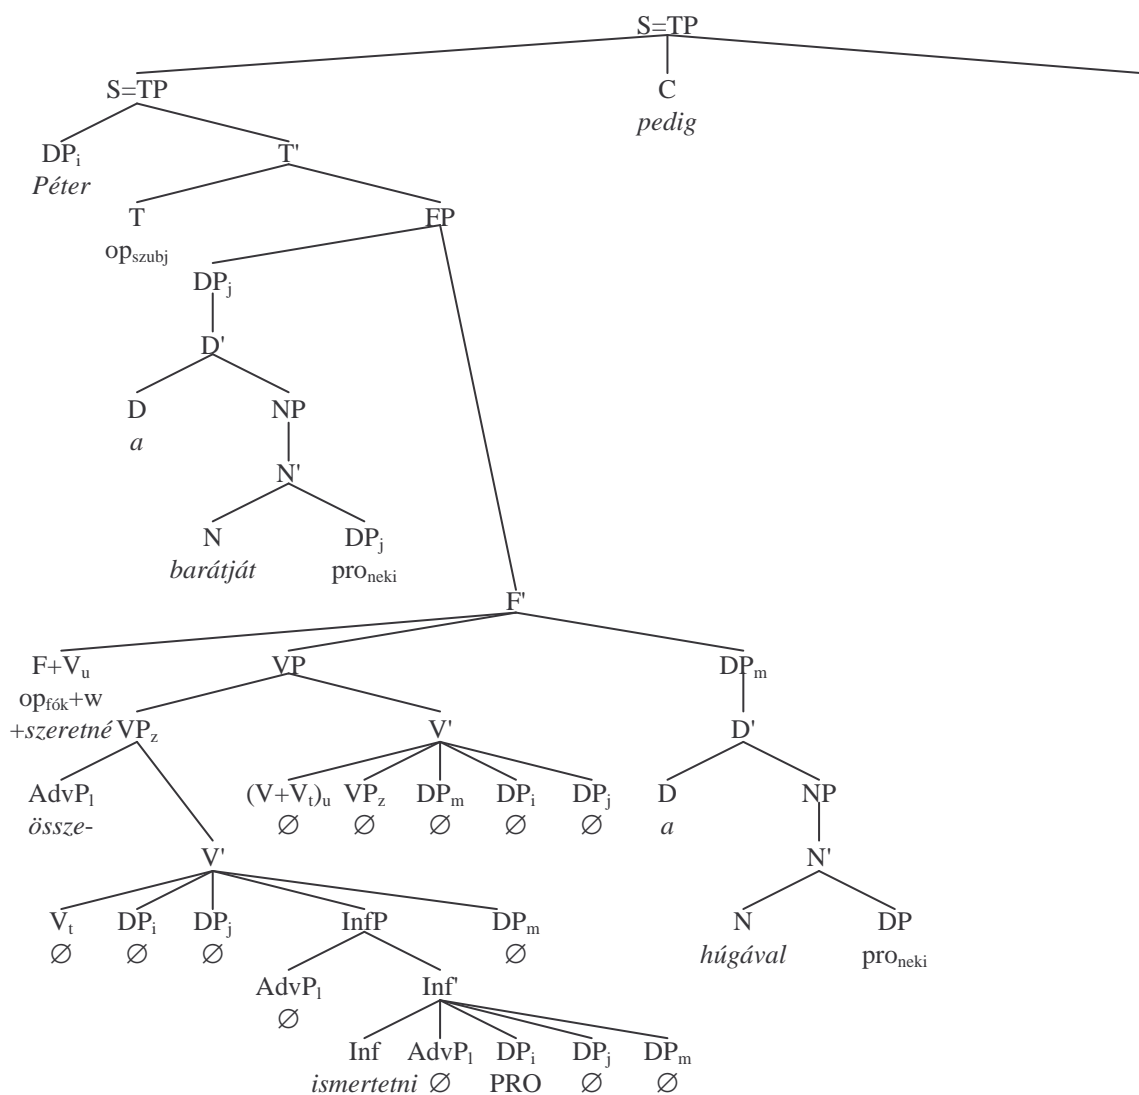 S=TP
S=TP C
pedig
DPi T'
Péter
T FP
opszubj
DPj
D'
D NP
a
N'
N DPj
barátját proneki
F'
F+Vu VP DPm
opfók+w
+szeretné VPz V' D'
AdvPl (V+Vt)u VPz DPm DPi DPj D NP
össze- ∅ ∅ ∅ ∅ ∅ a
V' N'
Vt DPi DPj InfP DPm N DP
∅ ∅ ∅ ∅ húgával proneki
AdvPl Inf'
∅
Inf AdvPl DPi DPj DPm
ismertetni ∅ PRO ∅ ∅